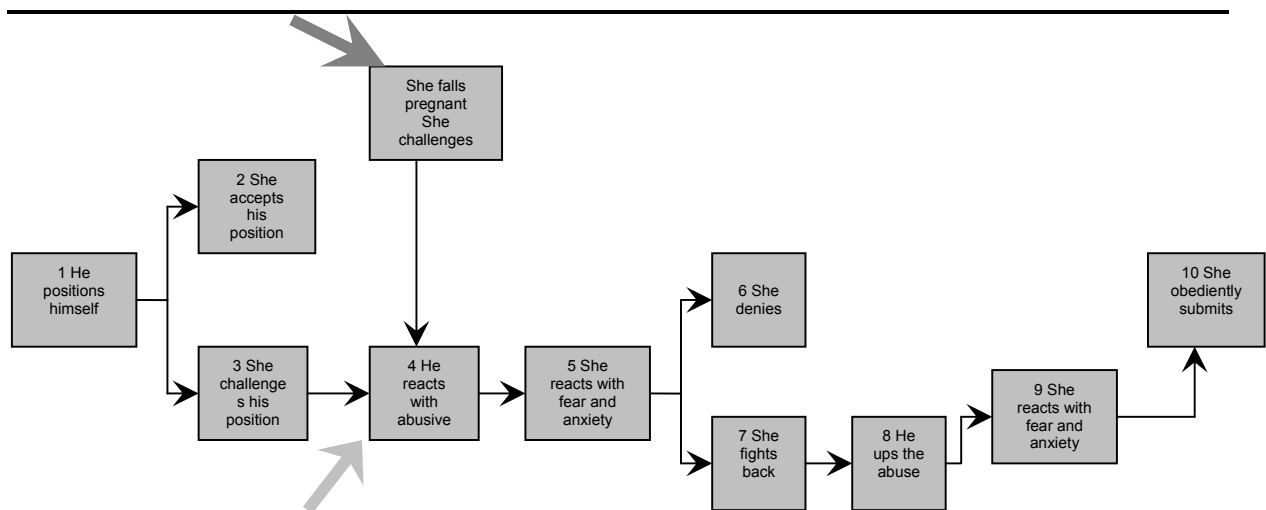 She falls
pregnant
She
challenges
2 She
accepts
his
position
1 He
positions
himself
3 She
challenge
s his
position
4 He
reacts
with
abusive
5 She
reacts with
fear and
anxiety
6 She
denies
7 She
fights
back
8 He
ups the
abuse
9 She
reacts with
fear and
anxiety
10 She
obediently
submits